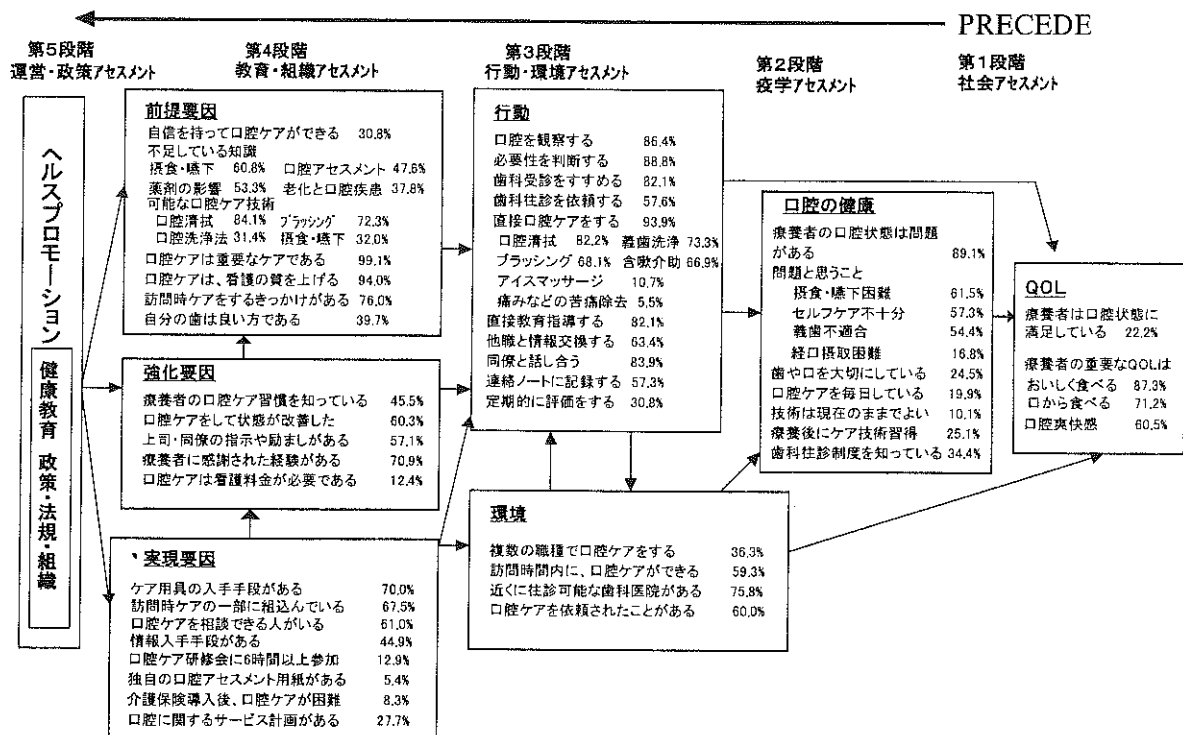 PRECEDE
第5段階
運営・政策アセスメント
第4段階
教育・組織アセスメント
第3段階
行動・環境アセスメント
第2段階
疫学アセスメント
第1段階
社会アセスメント
ヘルスプロモーション
健康教育 政策・法規・組織
前提要因
自信を持って口腔ケアができる 30.8%
不足している知識
摂食・嚥下 60.8% 口腔アセスメント 47.6%
薬剤の影響 53.3% 老化と口腔疾患 37.8%
可能な口腔ケア技術
口腔清拭 84.1% ブラッシング 72.3%
口腔洗浄法 31.4% 摂食・嚥下 32.0%
口腔ケアは重要なケアである 99.1%
口腔ケアは、看護の質を上げる 94.0%
訪問時ケアをするきっかけがある 76.0%
自分の歯は良い方である 39.7%
強化要因
療養者の口腔ケア習慣を知っている 45.5%
口腔ケアをして状態が改善した 60.3%
上司・同僚の指示や励ましがある 57.1%
療養者に感謝された経験がある 70.9%
口腔ケアは看護料金が必要である 12.4%
実現要因
ケア用具の入手手段がある 70.0%
訪問時ケアの一部に組込んでいる 67.5%
口腔ケアを相談できる人がいる 61.0%
情報入手手段がある 44.9%
口腔ケア研修会に6時間以上参加 12.9%
独自の口腔アセスメント用紙がある 5.4%
介護保険導入後、口腔ケアが困難 8.3%
口腔に関するサービス計画がある 27.7%
行動
口腔を観察する 86.4%
必要性を判断する 88.8%
歯科受診をすすめる 82.1%
歯科往診を依頼する 57.6%
直接口腔ケアをする 93.9%
口腔清拭 82.2% 義歯洗浄 73.3%
ブラッシング 68.1% 含嗽介助 66.9%
アイスマッサージ 10.7%
痛みなどの苦痛除去 5.5%
直接教育指導する 82.1%
他職と情報交換する 63.4%
同僚と話し合う 83.9%
連絡ノートに記録する 57.3%
定期的に評価をする 30.8%
環境
複数の職種で口腔ケアをする 36.3%
訪問時間内に、口腔ケアができる 59.3%
近くに往診可能な歯科医院がある 75.8%
口腔ケアを依頼されたことがある 60.0%
口腔の健康
療養者の口腔状態は問題
がある 89.1%
問題と思うこと
摂食・嚥下困難 61.5%
セルフケア不十分 57.3%
義歯不適合 54.4%
経口摂取困難 16.8%
歯や口を大切にしている 24.5%
口腔ケアを毎日している 19.9%
技術は現在のままでよい 10.1%
療養後にケア技術習得 25.1%
歯科往診制度を知っている 34.4%
QOL
療養者は口腔状態に
満足している 22.2%
療養者の重要なQOLは
おいしく食べる 87.3%
口から食べる 71.2%
口腔爽快感 60.5%